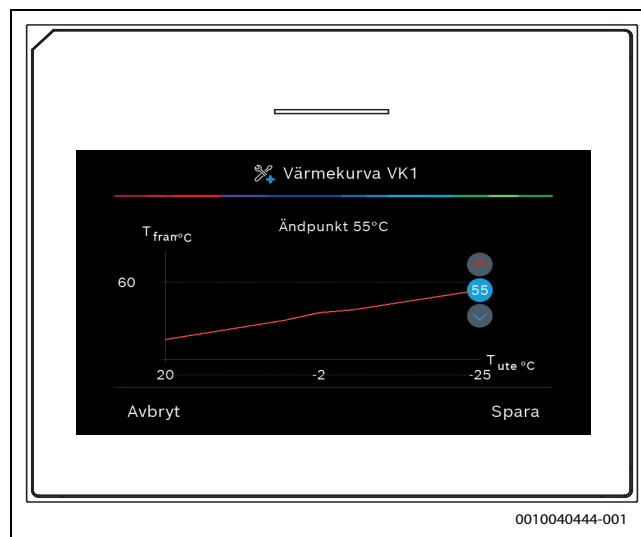 Värmekurva VK1
Ändpunkt 55°C
T fram°C
60
55
T ute °C
20 -2 -25
Avbryt Spara
0010040444-001